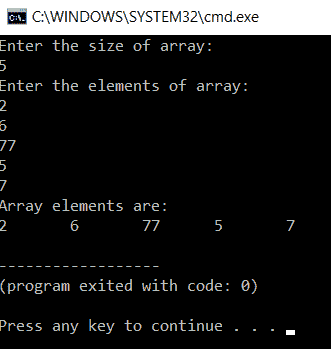 C:\WINDOWS\SYSTEM32\cmd.exe
Enter the size of array:
5
Enter the elements of array:
2
6
77
5
7
Array elements are:
2 6 77 5 7
------------------
(program exited with code: 0)
Press any key to continue . . .